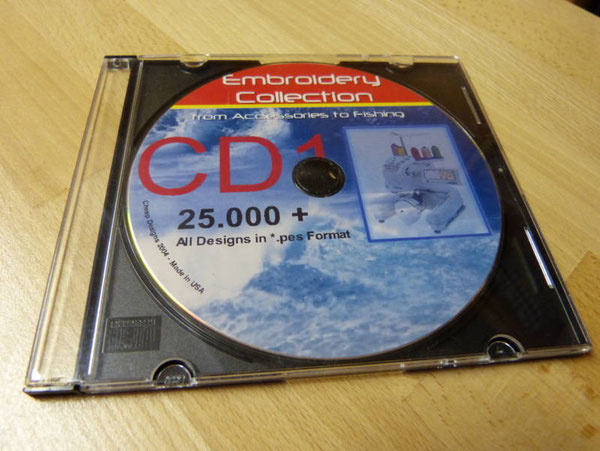 Embroidery
Collection
from Accessories to Fishing
CD1
25.000 +
All Designs in *.pes Format
Cheap Designs 2004 - Made in USA